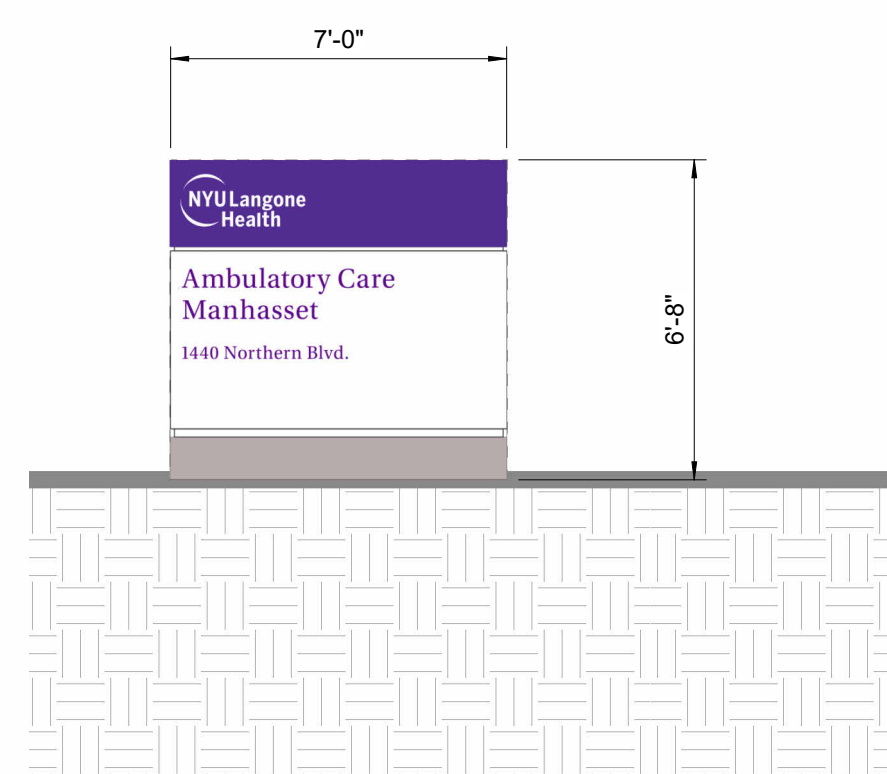 7'-0"
NYU Langone
Health
Ambulatory Care
Manhasset
1440 Northern Blvd.
6'-8"